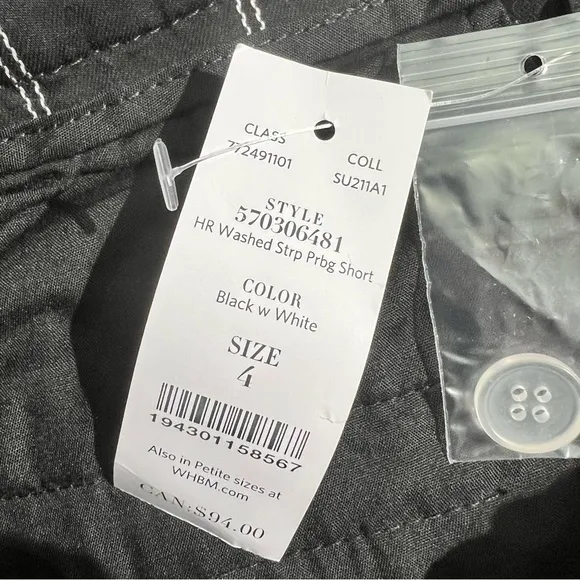 CLASS
772491101
COLL
SU211A1
STYLE
570306481
HR Washed Strp Prbg Short
COLOR
Black w White
SIZE
4
194301158567
Also in Petite sizes at
WHBM.com
CAN: $94.00